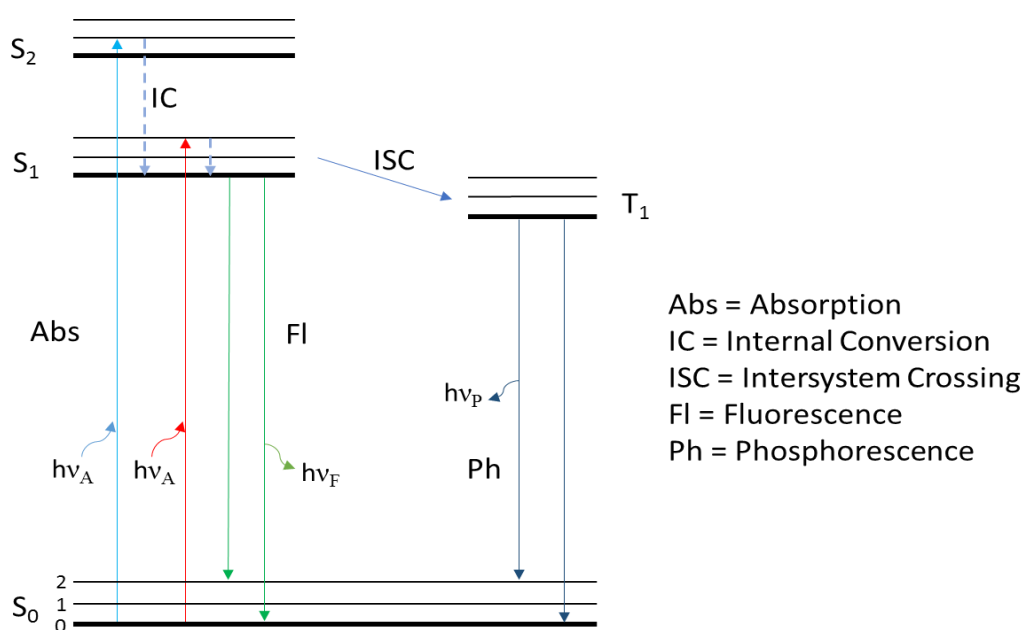 S2
IC
S1
ISC
T1
Abs
Fl
hνA
hνA
hνF
hνP
Ph
S0
2
1
0
Abs = Absorption
IC = Internal Conversion
ISC = Intersystem Crossing
Fl = Fluorescence
Ph = Phosphorescence